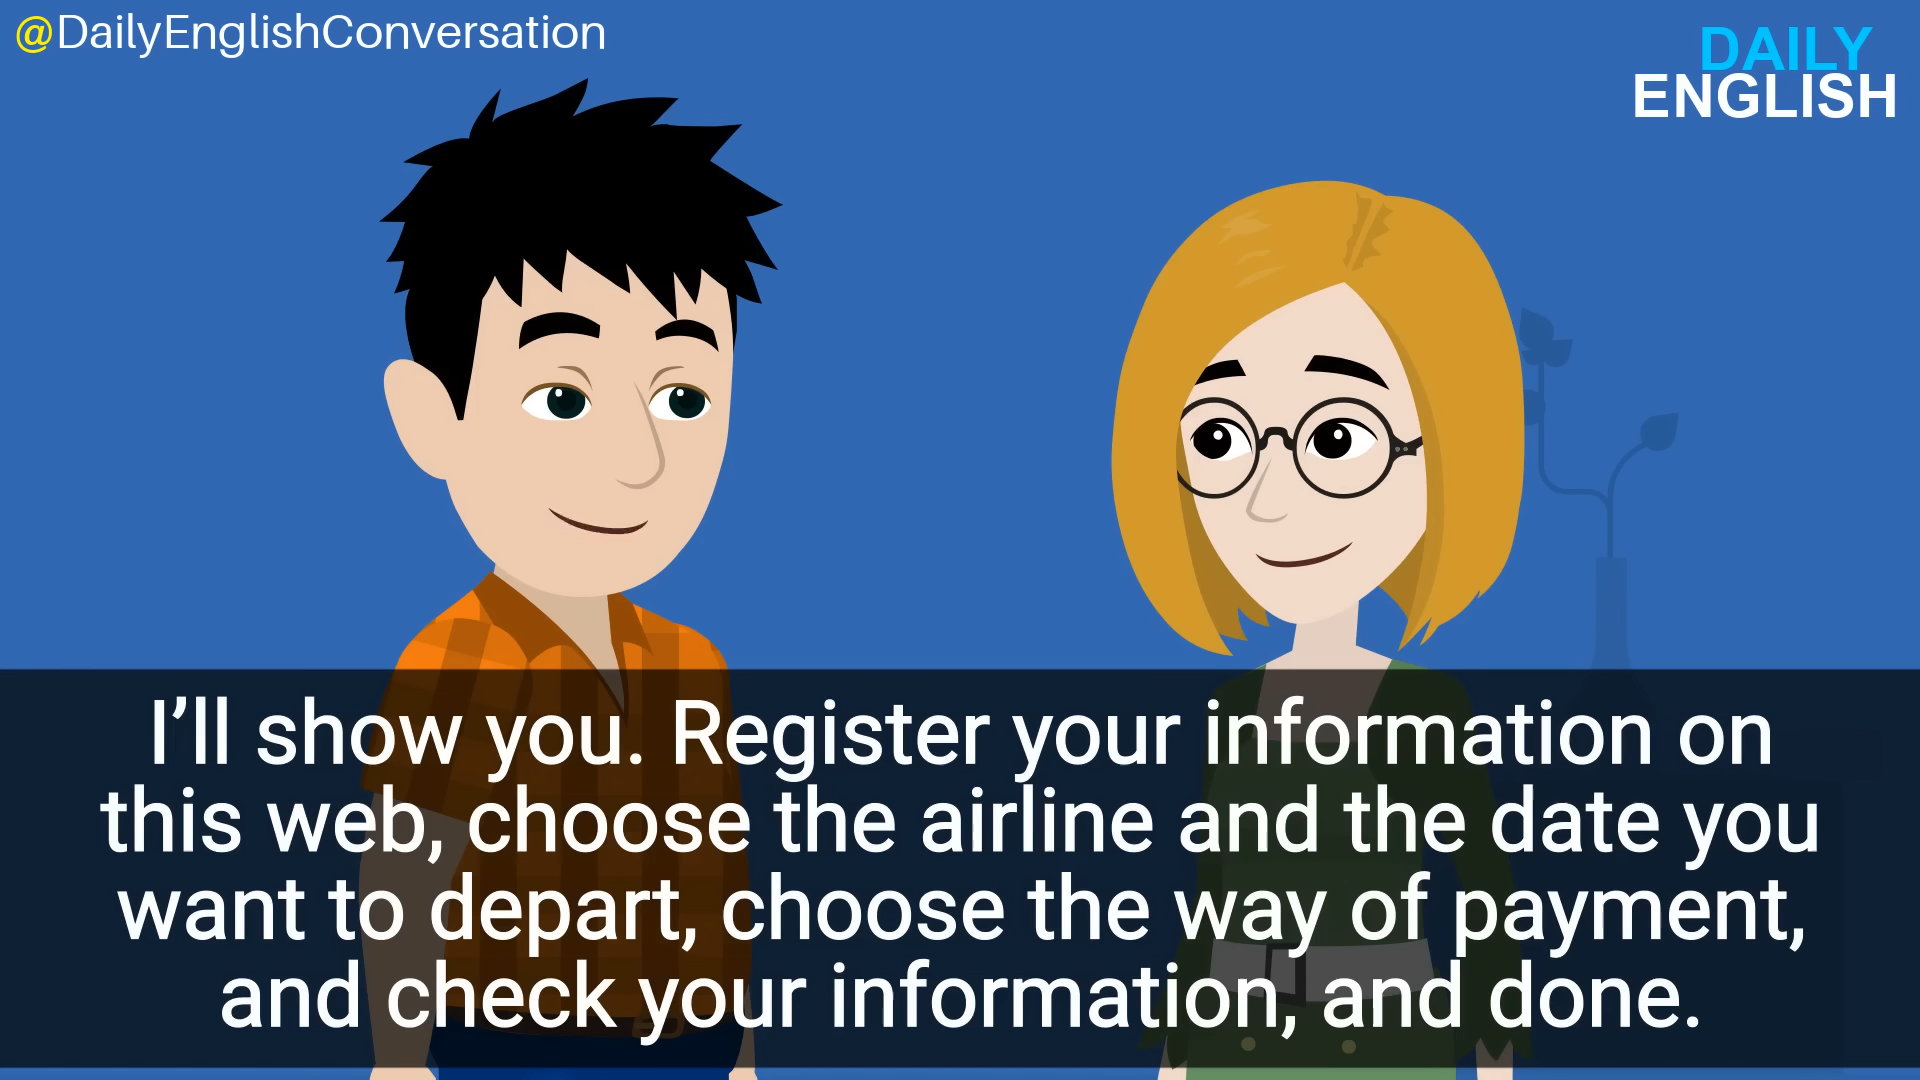 @DailyEnglishConversation
DAILY
ENGLISH
I’ll show you. Register your information on
this web, choose the airline and the date you
want to depart, choose the way of payment,
and check your information, and done.